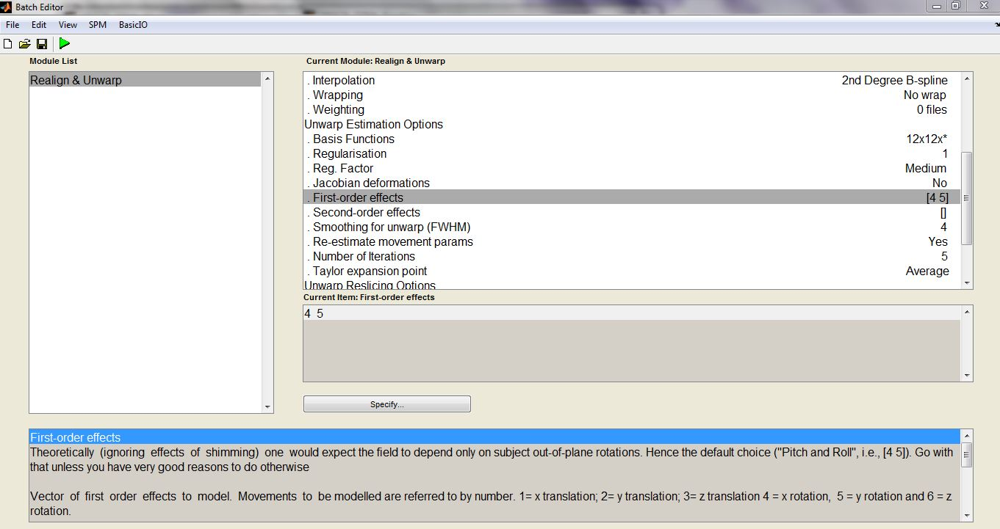 Batch Editor
File Edit View SPM BasicIO
Module List
Realign & Unwarp
Current Module: Realign & Unwarp
. Interpolation 2nd Degree B-spline
. Wrapping No wrap
. Weighting 0 files
Unwarp Estimation Options
. Basis Functions 12x12x*
. Regularisation 1
. Reg. Factor Medium
. Jacobian deformations No
. First-order effects [4 5]
. Second-order effects []
. Smoothing for unwarp (FWHM) 4
. Re-estimate movement params Yes
. Number of Iterations 5
. Taylor expansion point Average
Unwarp Reslicing Options
Current Item: First-order effects
4 5
Specify...
First-order effects
Theoretically (ignoring effects of shimming) one would expect the field to depend only on subject out-of-plane rotations. Hence the default choice ("Pitch and Roll", i.e., [4 5]). Go with
that unless you have very good reasons to do otherwise
Vector of first order effects to model. Movements to be modelled are referred to by number. 1= x translation; 2= y translation; 3= z translation 4 = x rotation, 5 = y rotation and 6 = z
rotation.